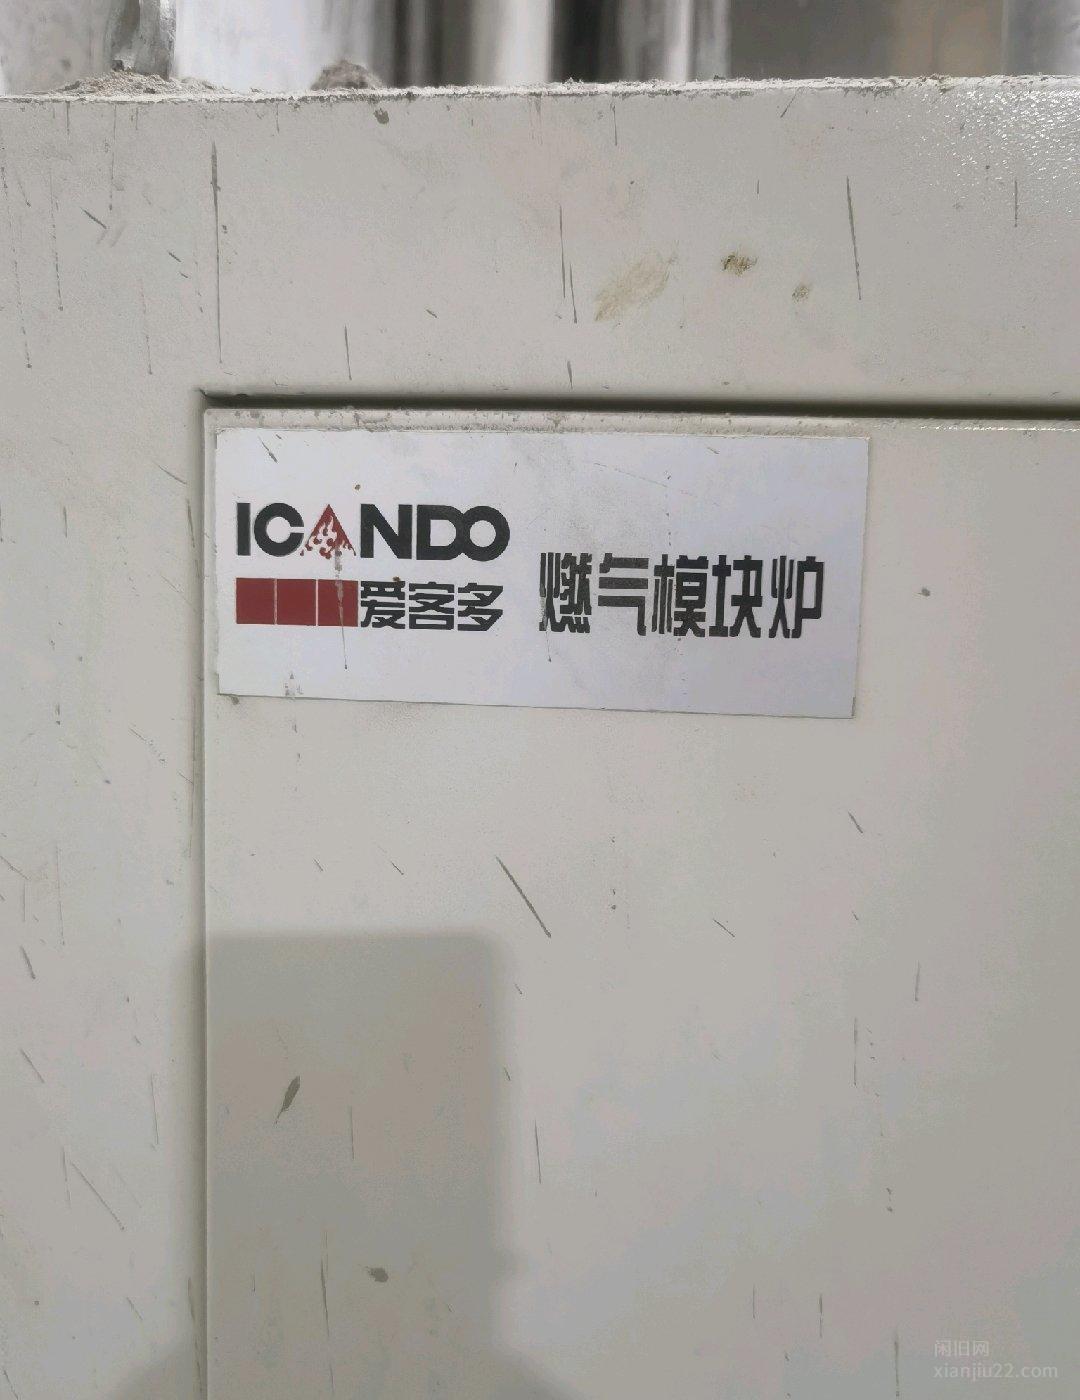 ICANDO
爱客多 燃气模块炉
闲旧网
xianjiu22.com